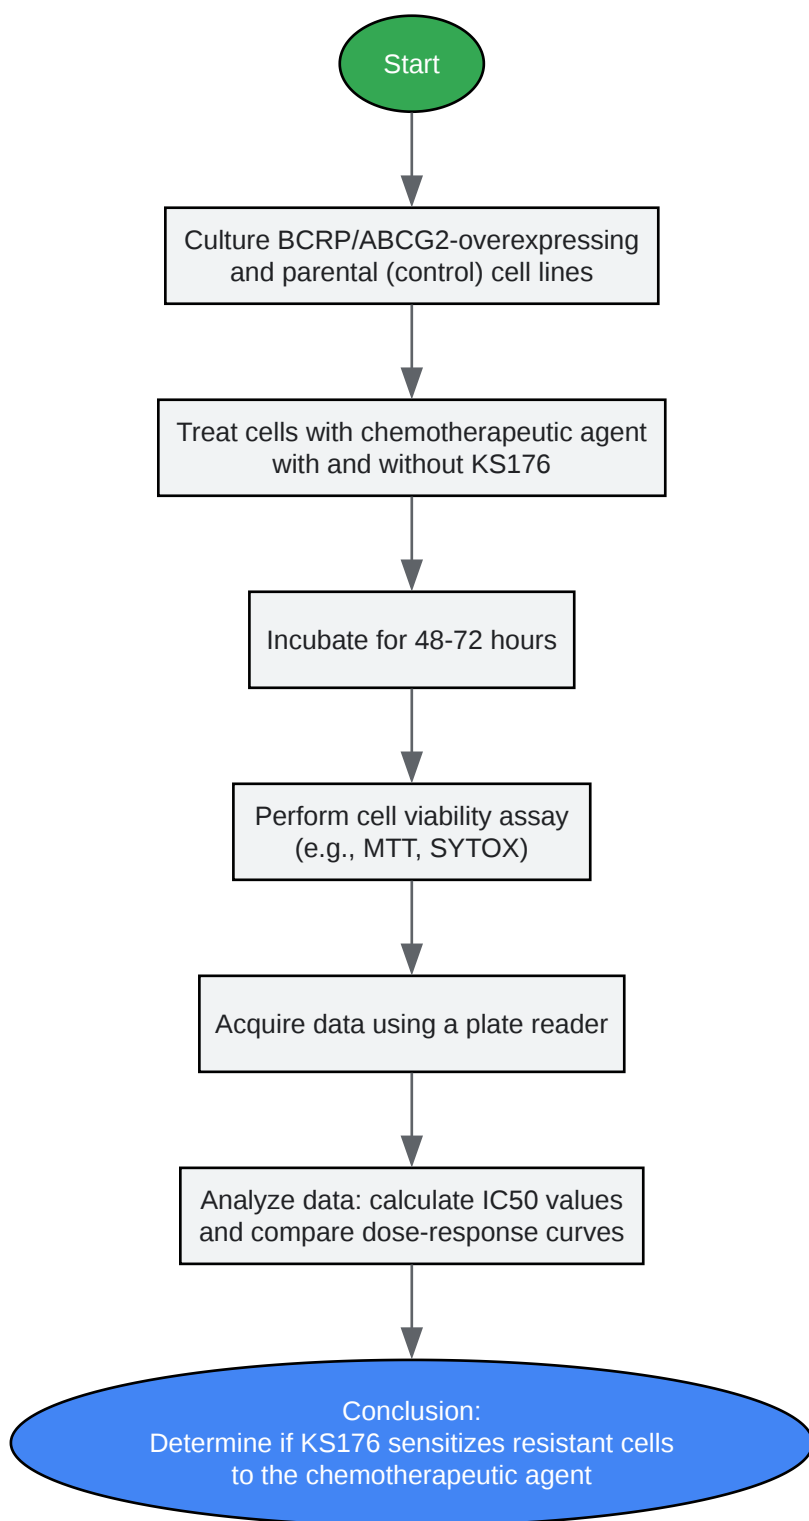 Start
Culture BCRP/ABCG2-overexpressing
and parental (control) cell lines
Treat cells with chemotherapeutic agent
with and without KS176
Incubate for 48-72 hours
Perform cell viability assay
(e.g., MTT, SYTOX)
Acquire data using a plate reader
Analyze data: calculate IC50 values
and compare dose-response curves
Conclusion:
Determine if KS176 sensitizes resistant cells
to the chemotherapeutic agent